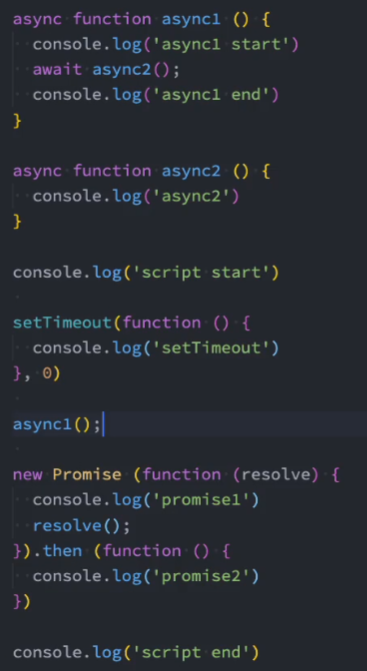 async function async1 () {
  console.log('async1 start')
  await async2();
  console.log('async1 end')
}
async function async2 () {
  console.log('async2')
}
console.log('script start')
setTimeout(function () {
  console.log('setTimeout')
}, 0)
async1();
new Promise (function (resolve) {
  console.log('promise1')
  resolve();
}).then (function () {
  console.log('promise2')
})
console.log('script end')